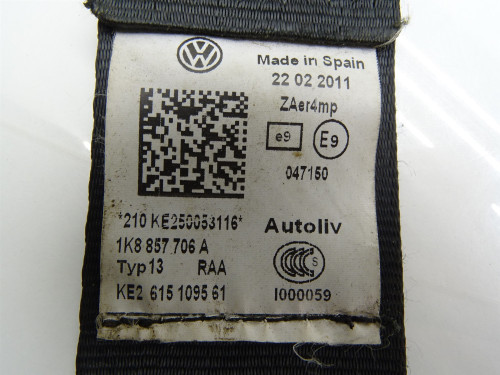 Made in Spain
22 02 2011
ZAer4mp
e9 E9
047150
*210 KE250053116*
1K8 857 706 A
Autoliv
Typ13 RAA
S
KE2 615 1095 61
I000059